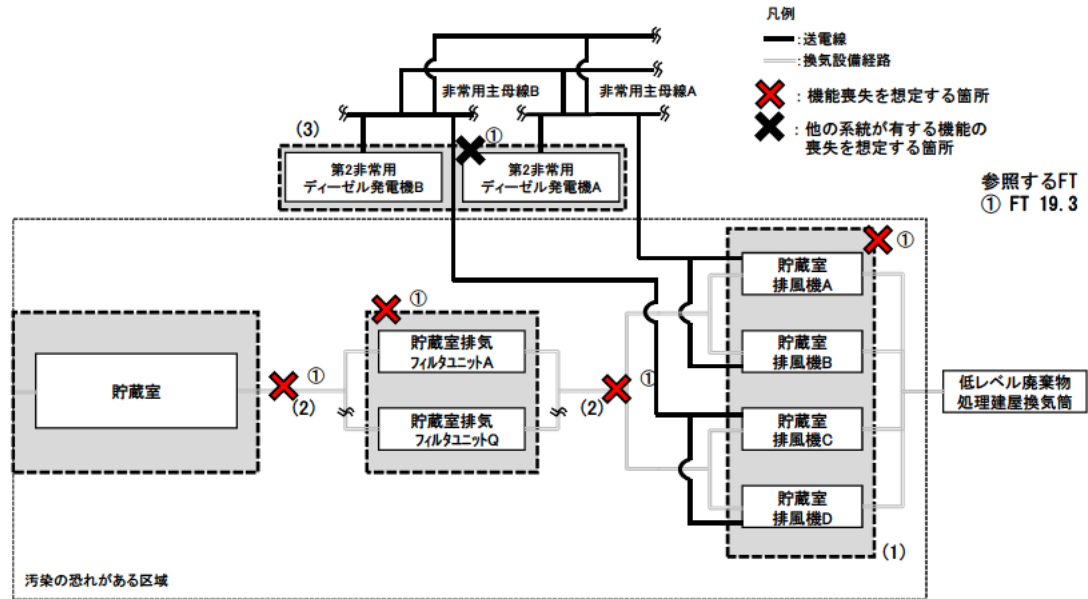 凡例
:送電線
:換気設備経路
:機能喪失を想定する箇所
:他の系統が有する機能の
喪失を想定する箇所
参照するFT
① FT 19.3
非常用主母線B
非常用主母線A
(3)
①
第2非常用
ディーゼル発電機B
第2非常用
ディーゼル発電機A
①
貯蔵室
排風機A
貯蔵室
排風機B
貯蔵室
排風機C
貯蔵室
排風機D
(1)
①
貯蔵室排気
フィルタユニットA
貯蔵室排気
フィルタユニットQ
貯蔵室
①
(2)
①
(2)
低レベル廃棄物
処理建屋換気筒
汚染の恐れがある区域